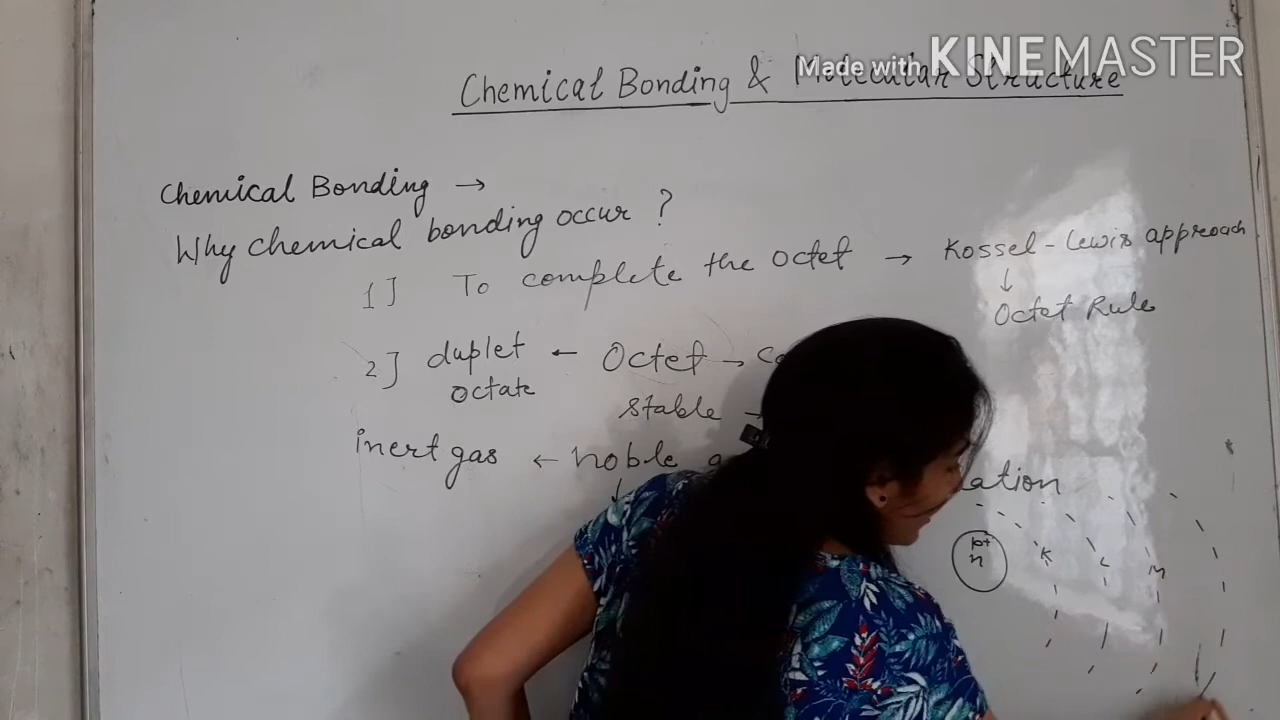 Made with KINEMASTER
Chemical Bonding & Molecular Structure
Chemical Bonding →
Why chemical bonding occur ?
1] To complete the octet → Kossel-Lewis approach
↓
Octet Rule
2] duplet ← Octet →
octate
stable →
inert gas ← noble
↓
p+
n
K L M